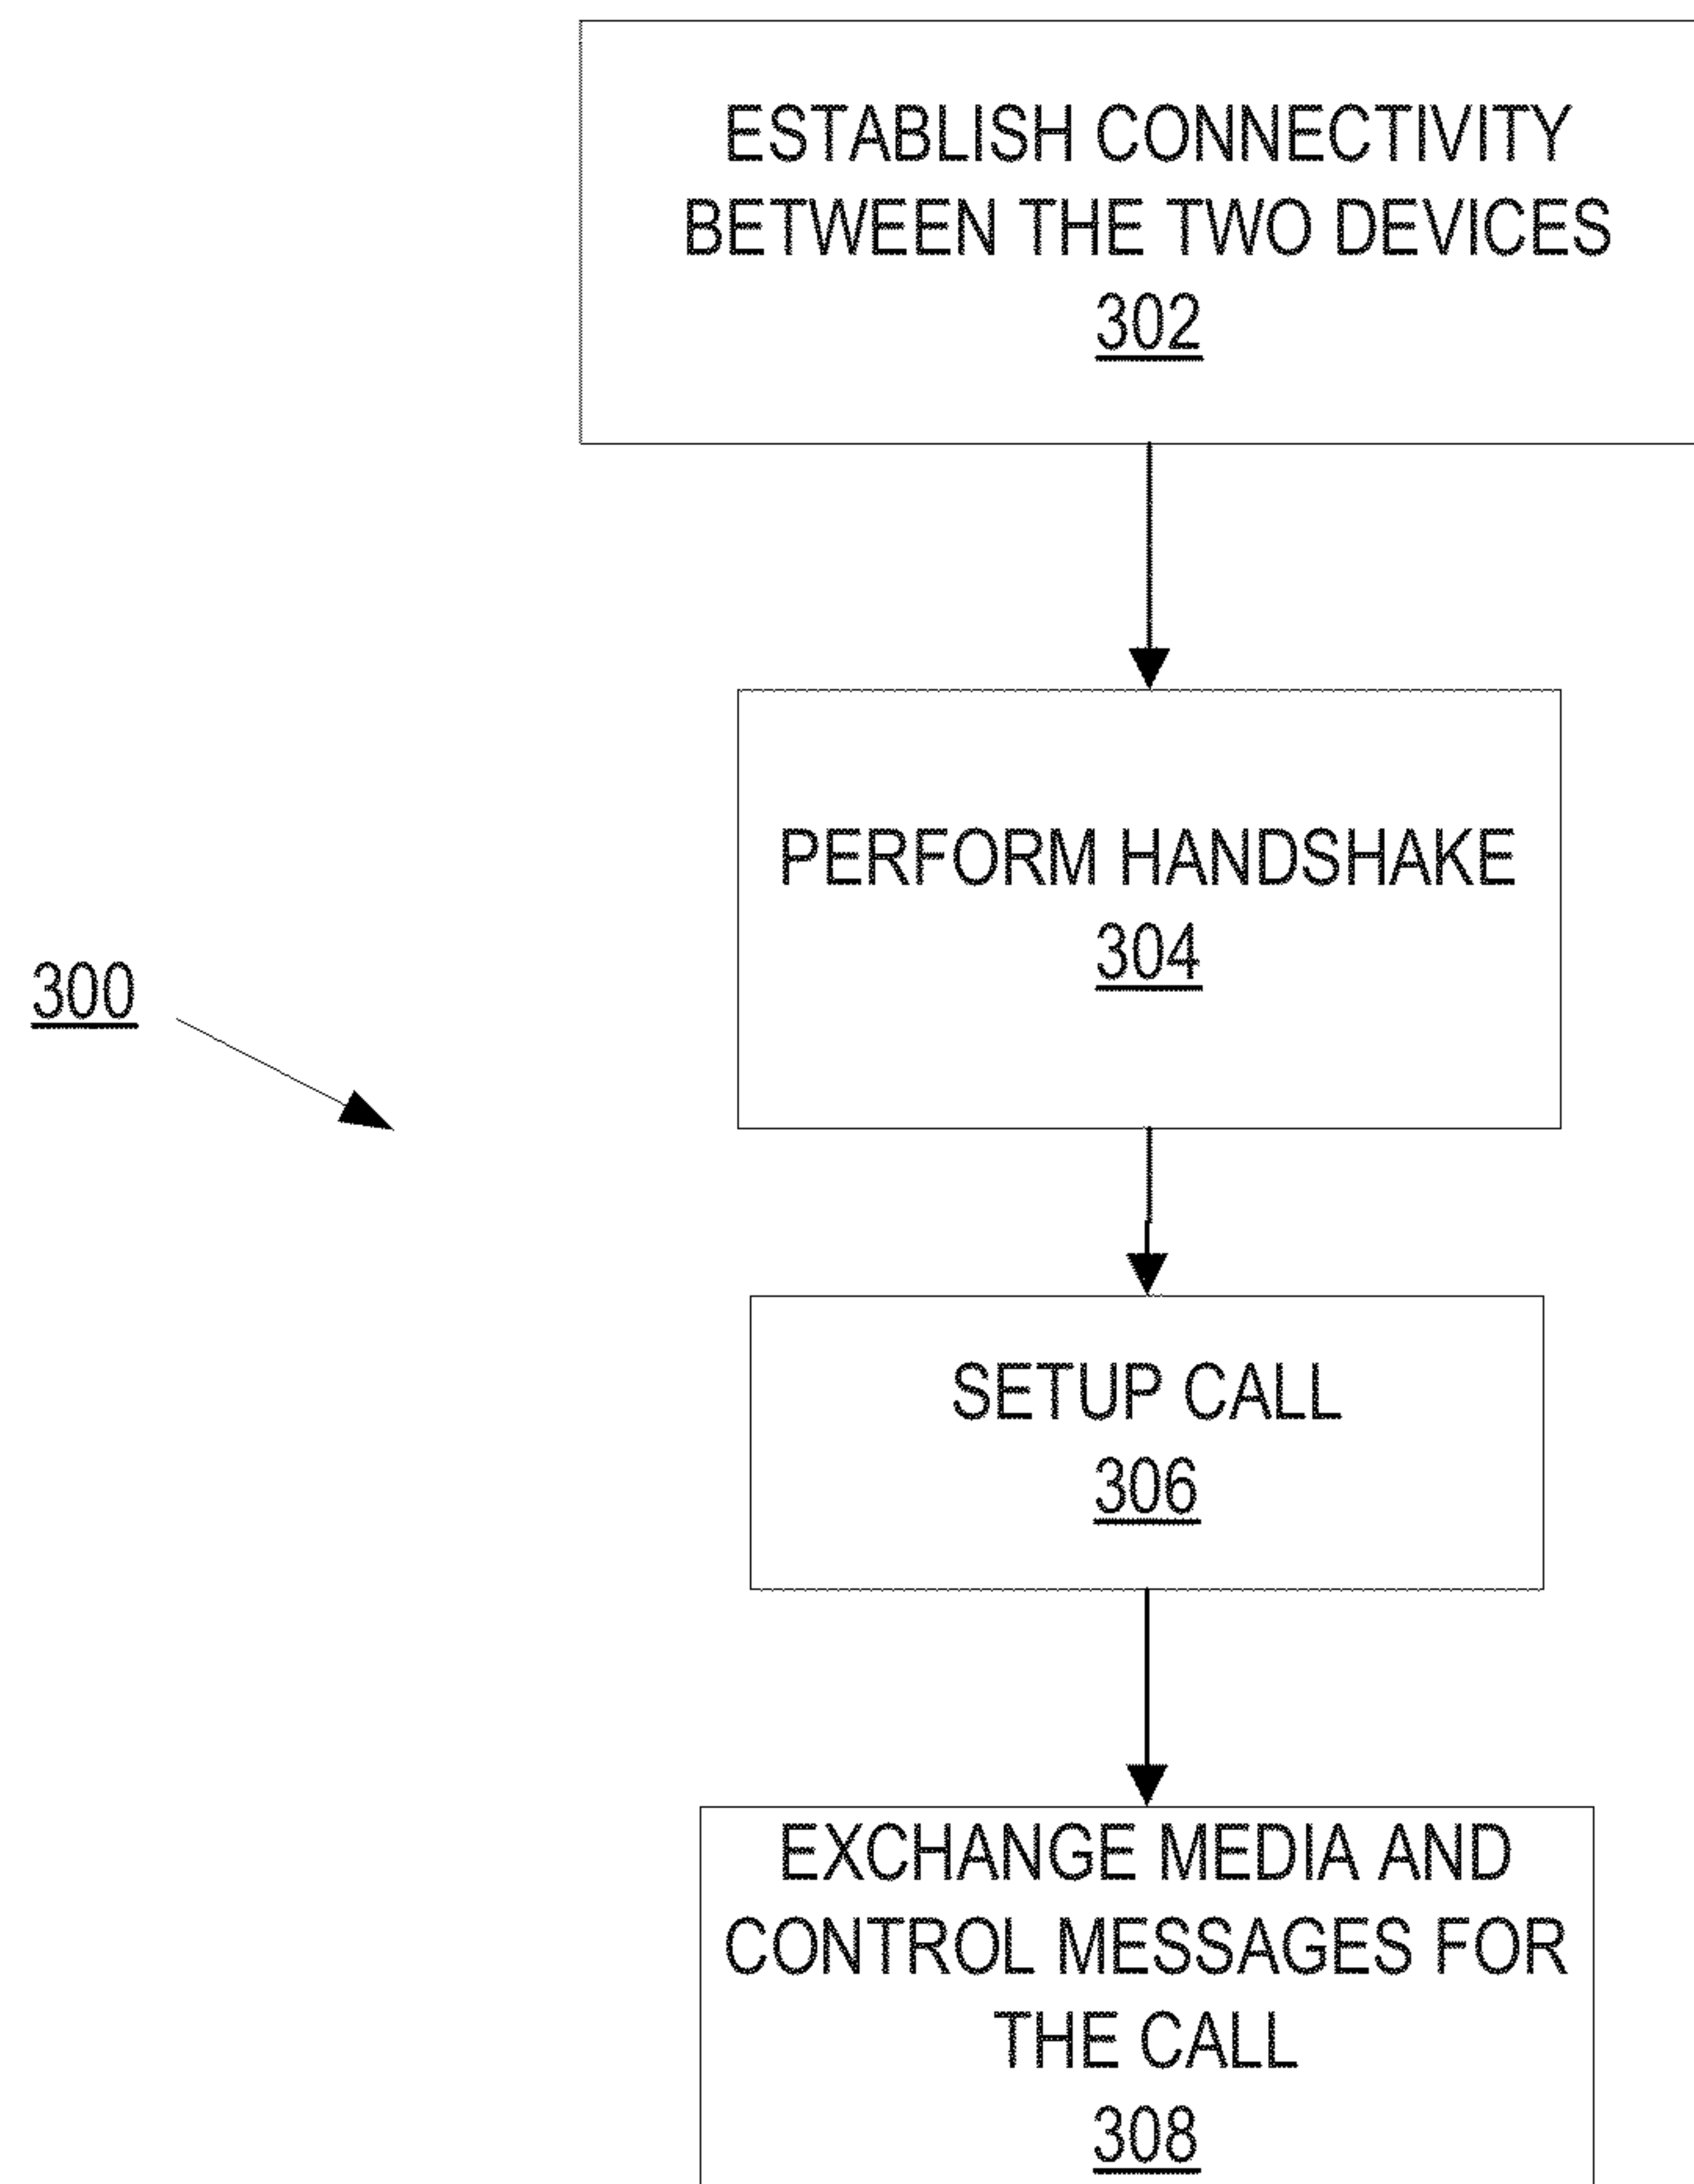 ESTABLISH CONNECTIVITY
BETWEEN THE TWO DEVICES
302
PERFORM HANDSHAKE
304
300
SETUP CALL
306
EXCHANGE MEDIA AND
CONTROL MESSAGES FOR
THE CALL
308